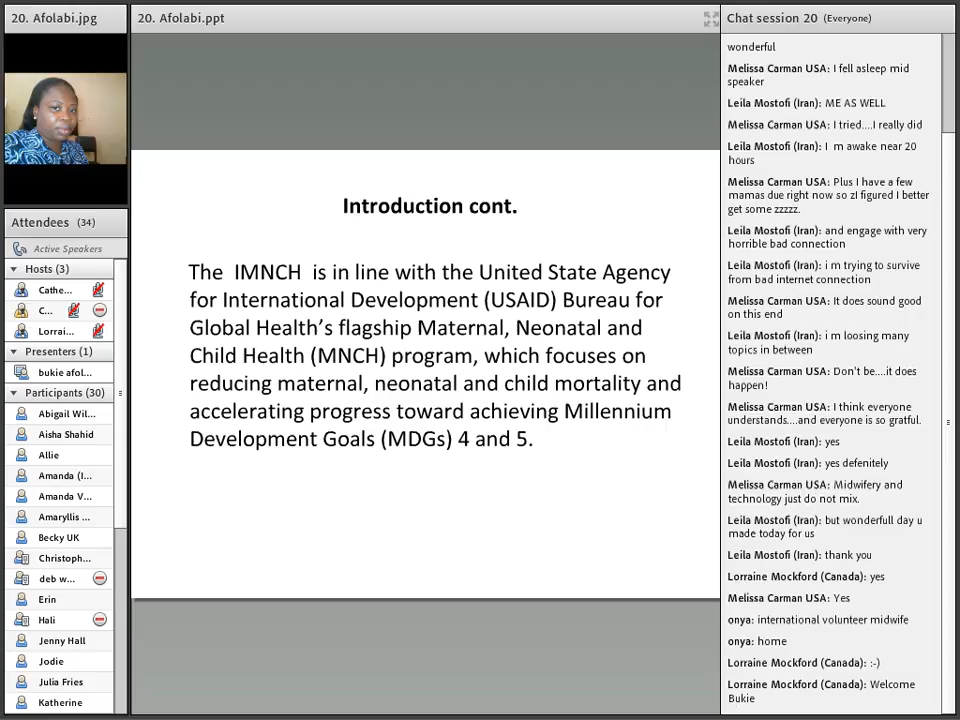 20. Afolabi.jpg
Attendees (34)
Active Speakers
Hosts (3)
Cathe...
C...
Lorrai...
Presenters (1)
bukie afol...
Participants (30)
Abigail Wil...
Aisha Shahid
Allie
Amanda (I...
Amanda V...
Amaryllis ...
Becky UK
Christoph...
deb w...
Erin
Hali
Jenny Hall
Jodie
Julia Fries
Katherine
20. Afolabi.ppt
Introduction cont.
The IMNCH is in line with the United State Agency
for International Development (USAID) Bureau for
Global Health’s flagship Maternal, Neonatal and
Child Health (MNCH) program, which focuses on
reducing maternal, neonatal and child mortality and
accelerating progress toward achieving Millennium
Development Goals (MDGs) 4 and 5.
Chat session 20 (Everyone)
wonderful
Melissa Carman USA: I fell asleep mid
speaker
Leila Mostofi (Iran): ME AS WELL
Melissa Carman USA: I tried....I really did
Leila Mostofi (Iran): I m awake near 20
hours
Melissa Carman USA: Plus I have a few
mamas due right now so zI figured I better
get some zzzzz.
Leila Mostofi (Iran): and engage with very
horrible bad connection
Leila Mostofi (Iran): i m trying to survive
from bad internet connection
Melissa Carman USA: It does sound good
on this end
Leila Mostofi (Iran): i m loosing many
topics in between
Melissa Carman USA: Don't be....it does
happen!
Melissa Carman USA: I think everyone
understands....and everyone is so gratful.
Leila Mostofi (Iran): yes
Leila Mostofi (Iran): yes defenitely
Melissa Carman USA: Midwifery and
technology just do not mix.
Leila Mostofi (Iran): but wonderfull day u
made today for us
Leila Mostofi (Iran): thank you
Lorraine Mockford (Canada): yes
Melissa Carman USA: Yes
onya: international volunteer midwife
onya: home
Lorraine Mockford (Canada): :-)
Lorraine Mockford (Canada): Welcome
Bukie